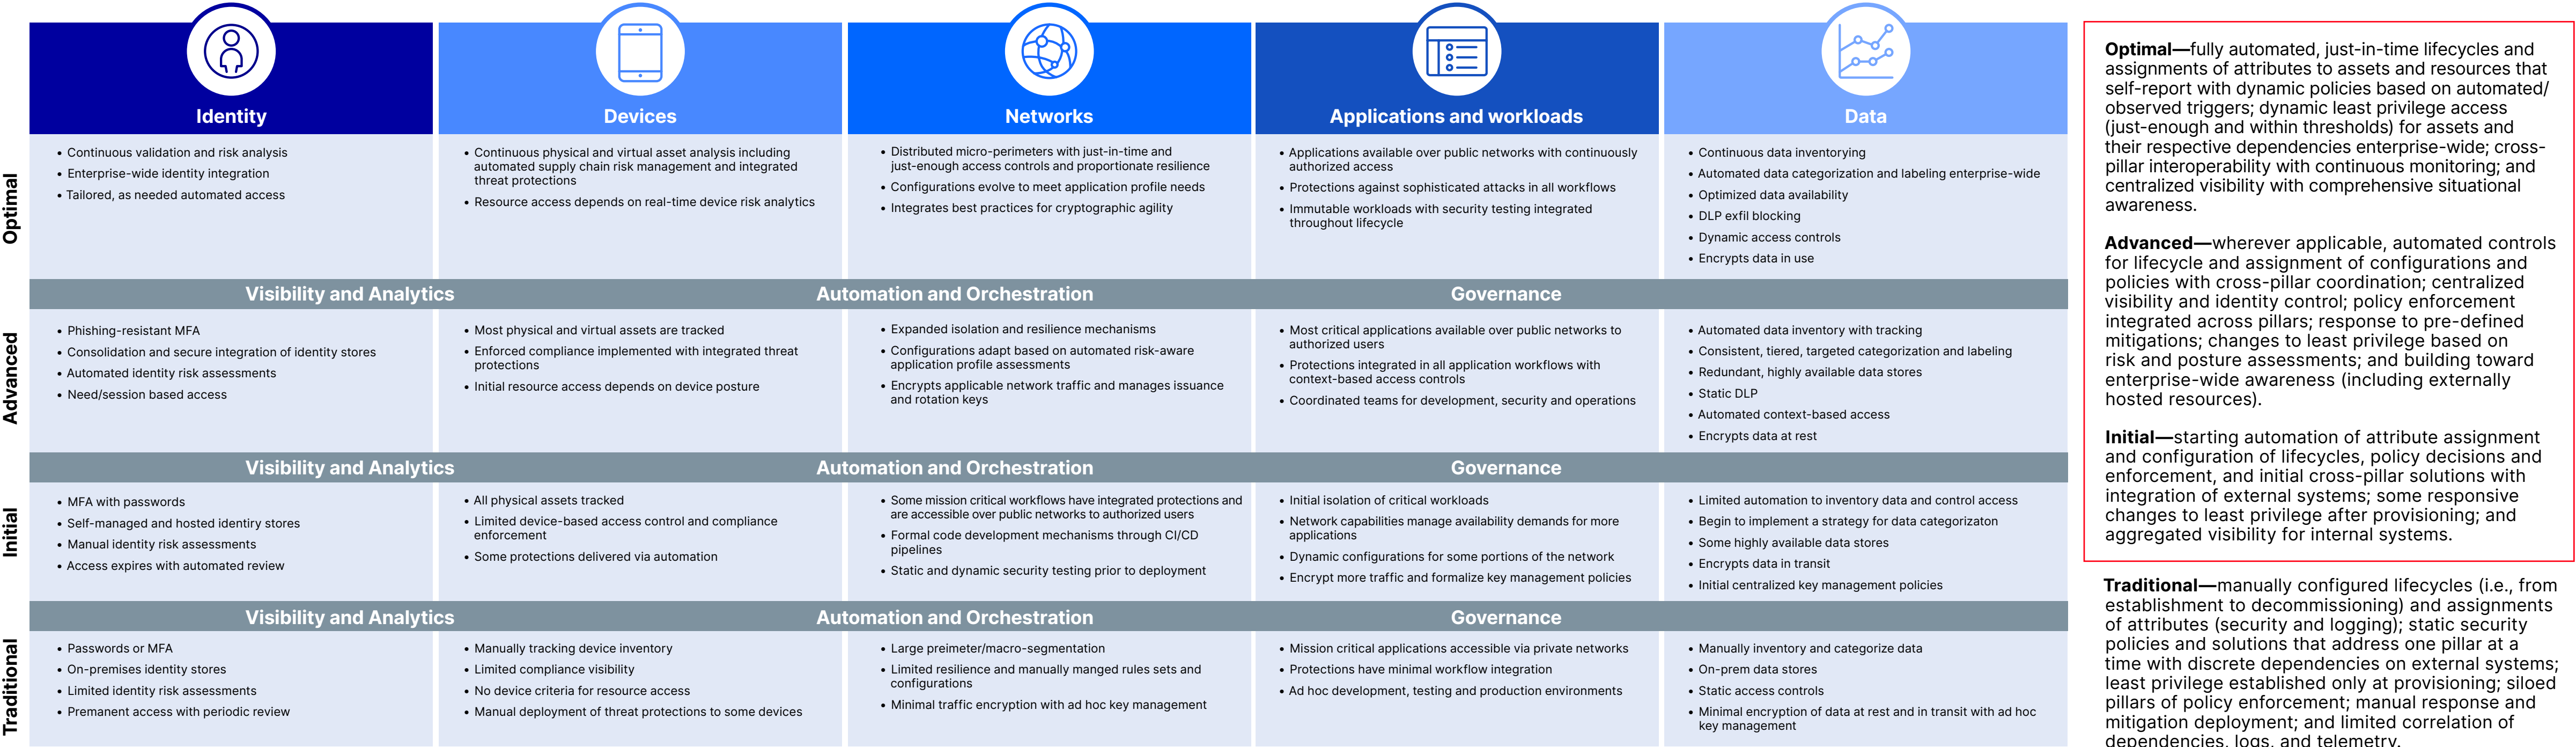 Identity
Devices
Networks
Applications and workloads
Data
Optimal
• Continuous validation and risk analysis
• Enterprise-wide identity integration
• Tailored, as needed automated access
• Continuous physical and virtual asset analysis including
automated supply chain risk management and integrated
threat protections
• Resource access depends on real-time device risk analytics
• Distributed micro-perimeters with just-in-time and
just-enough access controls and proportionate resilience
• Configurations evolve to meet application profile needs
• Integrates best practices for cryptographic agility
• Applications available over public networks with continuously
authorized access
• Protections against sophisticated attacks in all workflows
• Immutable workloads with security testing integrated
throughout lifecycle
• Continuous data inventorying
• Automated data categorization and labeling enterprise-wide
• Optimized data availability
• DLP exfil blocking
• Dynamic access controls
• Encrypts data in use
Visibility and Analytics
Automation and Orchestration
Governance
Advanced
• Phishing-resistant MFA
• Consolidation and secure integration of identity stores
• Automated identity risk assessments
• Need/session based access
• Most physical and virtual assets are tracked
• Enforced compliance implemented with integrated threat
protections
• Initial resource access depends on device posture
• Expanded isolation and resilience mechanisms
• Configurations adapt based on automated risk-aware
application profile assessments
• Encrypts applicable network traffic and manages issuance
and rotation keys
• Most critical applications available over public networks to
authorized users
• Protections integrated in all application workflows with
context-based access controls
• Coordinated teams for development, security and operations
• Automated data inventory with tracking
• Consistent, tiered, targeted categorization and labeling
• Redundant, highly available data stores
• Static DLP
• Automated context-based access
• Encrypts data at rest
Visibility and Analytics
Automation and Orchestration
Governance
Initial
• MFA with passwords
• Self-managed and hosted identiry stores
• Manual identity risk assessments
• Access expires with automated review
• All physical assets tracked
• Limited device-based access control and compliance
enforcement
• Some protections delivered via automation
• Some mission critical workflows have integrated protections and
are accessible over public networks to authorized users
• Formal code development mechanisms through CI/CD
pipelines
• Static and dynamic security testing prior to deployment
• Initial isolation of critical workloads
• Network capabilities manage availability demands for more
applications
• Dynamic configurations for some portions of the network
• Encrypt more traffic and formalize key management policies
• Limited automation to inventory data and control access
• Begin to implement a strategy for data categorizaton
• Some highly available data stores
• Encrypts data in transit
• Initial centralized key management policies
Visibility and Analytics
Automation and Orchestration
Governance
Traditional
• Passwords or MFA
• On-premises identity stores
• Limited identity risk assessments
• Premanent access with periodic review
• Manually tracking device inventory
• Limited compliance visibility
• No device criteria for resource access
• Manual deployment of threat protections to some devices
• Large preimeter/macro-segmentation
• Limited resilience and manually manged rules sets and
configurations
• Minimal traffic encryption with ad hoc key management
• Mission critical applications accessible via private networks
• Protections have minimal workflow integration
• Ad hoc development, testing and production environments
• Manually inventory and categorize data
• On-prem data stores
• Static access controls
• Minimal encryption of data at rest and in transit with ad hoc
key management
Optimal—fully automated, just-in-time lifecycles and
assignments of attributes to assets and resources that
self-report with dynamic policies based on automated/
observed triggers; dynamic least privilege access
(just-enough and within thresholds) for assets and
their respective dependencies enterprise-wide; cross-
pillar interoperability with continuous monitoring; and
centralized visibility with comprehensive situational
awareness.
Advanced—wherever applicable, automated controls
for lifecycle and assignment of configurations and
policies with cross-pillar coordination; centralized
visibility and identity control; policy enforcement
integrated across pillars; response to pre-defined
mitigations; changes to least privilege based on
risk and posture assessments; and building toward
enterprise-wide awareness (including externally
hosted resources).
Initial—starting automation of attribute assignment
and configuration of lifecycles, policy decisions and
enforcement, and initial cross-pillar solutions with
integration of external systems; some responsive
changes to least privilege after provisioning; and
aggregated visibility for internal systems.
Traditional—manually configured lifecycles (i.e., from
establishment to decommissioning) and assignments
of attributes (security and logging); static security
policies and solutions that address one pillar at a
time with discrete dependencies on external systems;
least privilege established only at provisioning; siloed
pillars of policy enforcement; manual response and
mitigation deployment; and limited correlation of
dependencies, logs, and telemetry.